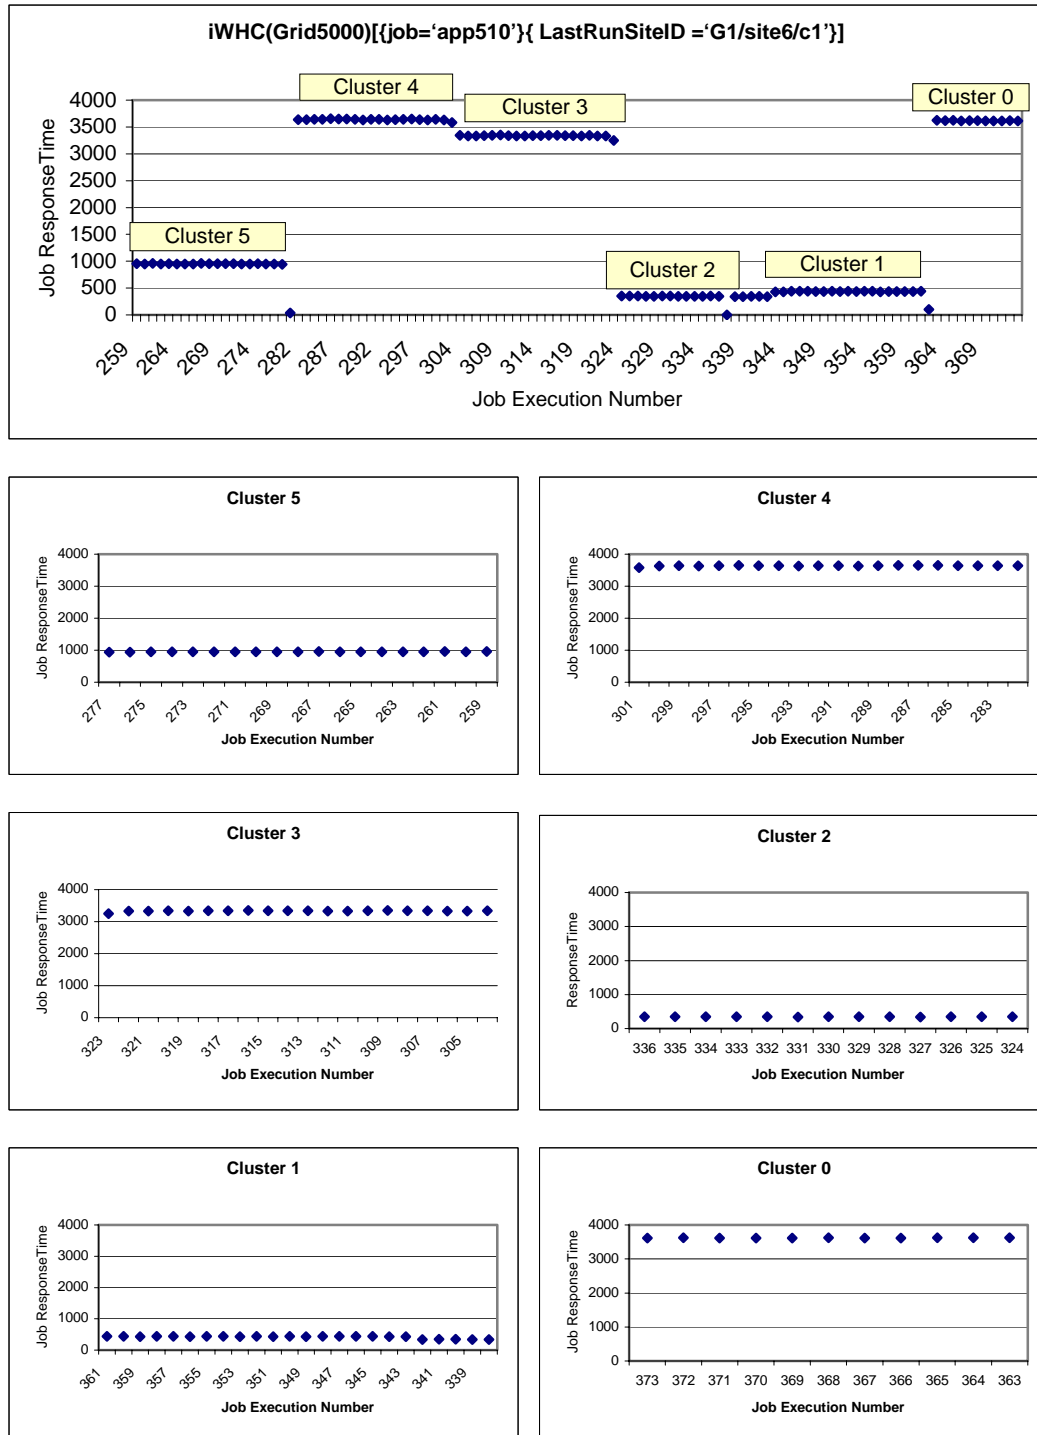 iWHC(Grid5000)[{job=‘app510’}{ LastRunSiteID =‘G1/site6/c1’}]
Cluster 4
Cluster 3
Cluster 0
Cluster 5
Cluster 2
Cluster 1
Job ResponseTime
4000
3500
3000
2500
2000
1500
1000
500
0
259 264 269 274 282 287 292 297 304 309 314 319 324 329 334 339 344 349 354 359 364 369
Job Execution Number
Cluster 5
Job ResponseTime
4000
3000
2000
1000
0
277 275 273 271 269 267 265 263 261 259
Job Execution Number
Cluster 4
Job ResponseTime
4000
3000
2000
1000
0
301 299 297 295 293 291 289 287 285 283
Job Execution Number
Cluster 3
Job ResponseTime
4000
3000
2000
1000
0
323 321 319 317 315 313 311 309 307 305
Job Execution Number
Cluster 2
ResponseTime
4000
3000
2000
1000
0
336 335 334 333 332 331 330 329 328 327 326 325 324
Job Execution Number
Cluster 1
Job ResponseTime
4000
3000
2000
1000
0
361 359 357 355 353 351 349 347 345 343 341 339
Job Execution Number
Cluster 0
Job ResponseTime
4000
3000
2000
1000
0
373 372 371 370 369 368 367 366 365 364 363
Job Execution Number